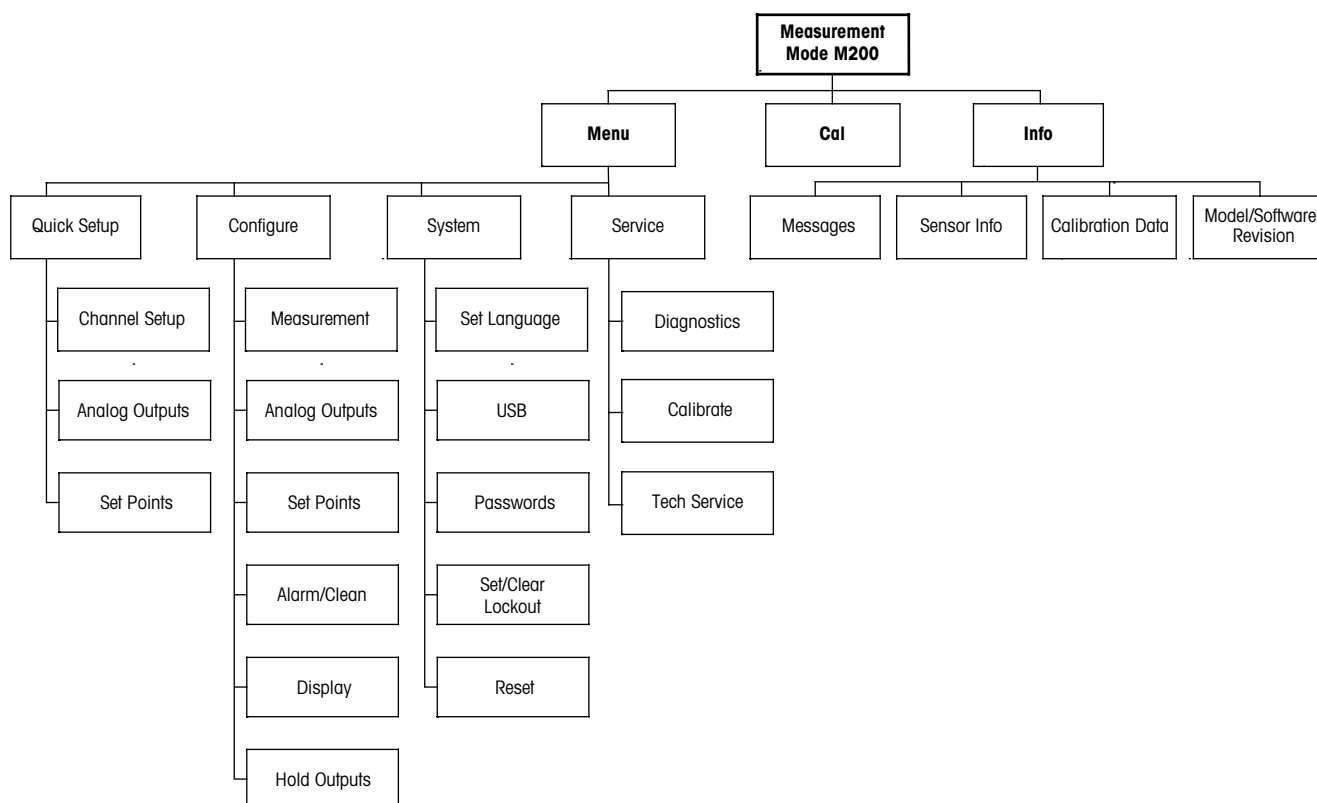 Measurement
Mode M200
Menu
Cal
Info
Quick Setup
Configure
System
Service
Messages
Sensor Info
Calibration Data
Model/Software
Revision
Channel Setup
Measurement
Set Language
Diagnostics
Analog Outputs
Analog Outputs
USB
Calibrate
Set Points
Set Points
Passwords
Tech Service
Alarm/Clean
Set/Clear
Lockout
Display
Reset
Hold Outputs